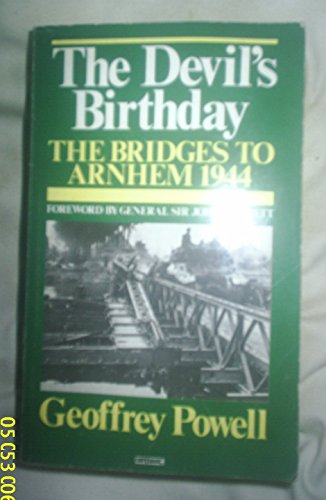 The Devil's
Birthday
THE BRIDGES TO
ARNHEM 1944
FOREWORD BY GENERAL SIR
Geoffrey Powell